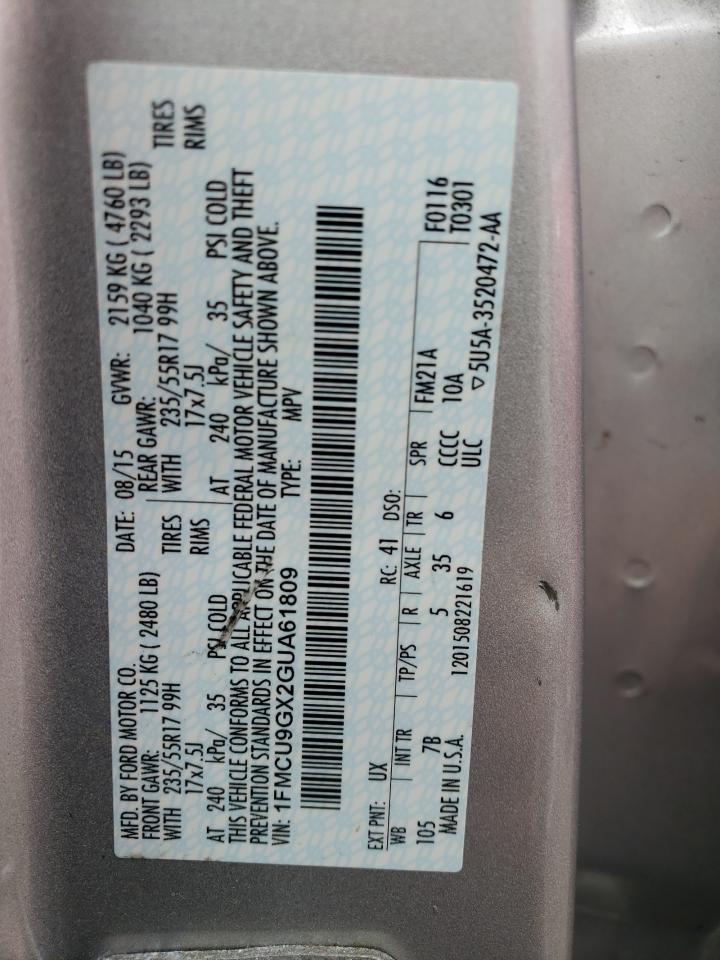 MFD. BY FORD MOTOR CO. DATE: 08/15 GVWR: 2159 KG ( 4760 LB)
FRONT GAWR: 1125 KG ( 2480 LB) REAR GAWR: 1040 KG ( 2293 LB)
WITH 235/55R17 99H TIRES WITH 235/55R17 99H TIRES
17x7.5J RIMS 17x7.5J RIMS
AT 240 kPa/ 35 PSI COLD AT 240 kPa/ 35 PSI COLD
THIS VEHICLE CONFORMS TO ALL APPLICABLE FEDERAL MOTOR VEHICLE SAFETY AND THEFT
PREVENTION STANDARDS IN EFFECT ON THE DATE OF MANUFACTURE SHOWN ABOVE.
VIN: 1FMCU9GX2GUA61809 TYPE: MPV
EXT PNT: UX RC: 41 DSO:
WB INT TR TP/PS R AXLE TR SPR FM21A F0116
105 7B 5 35 6 CCCC 10A T0301
MADE IN U.S.A. 1201508221619 ULC ▽5U5A-3520472-AA